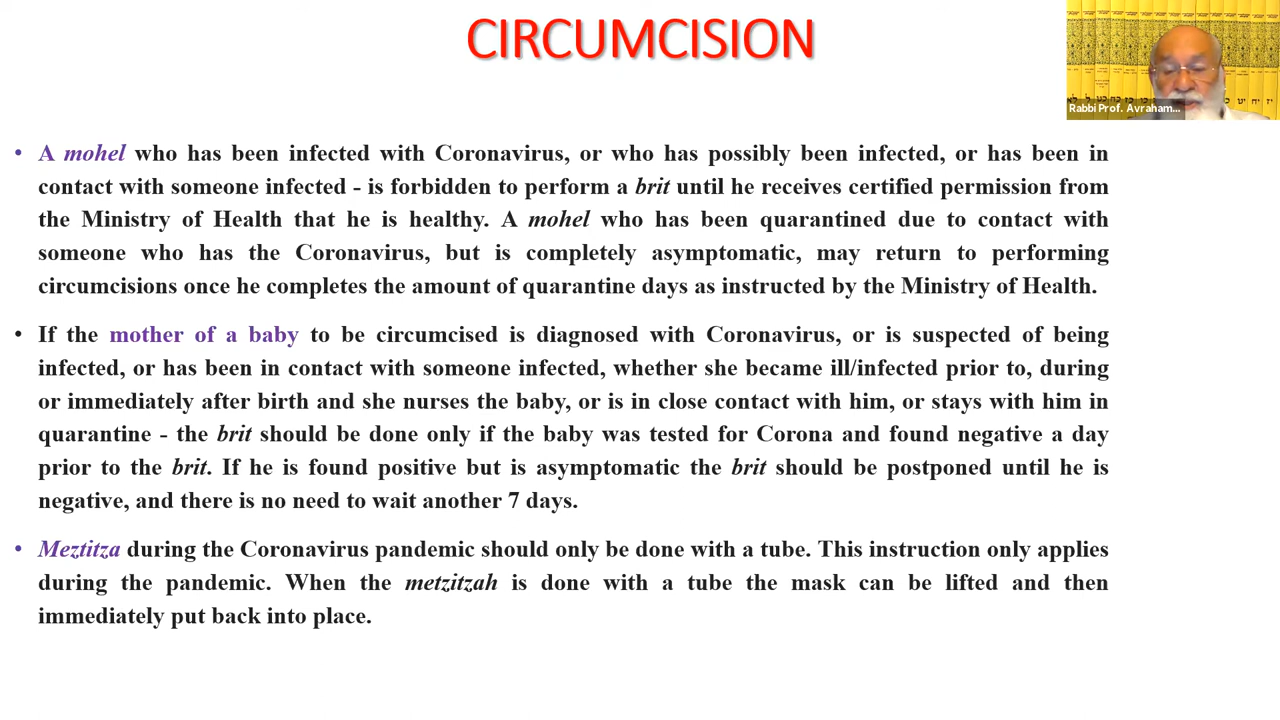 CIRCUMCISION
Rabbi Prof. Avraham...
• A mohel who has been infected with Coronavirus, or who has possibly been infected, or has been in
contact with someone infected - is forbidden to perform a brit until he receives certified permission from
the Ministry of Health that he is healthy. A mohel who has been quarantined due to contact with
someone who has the Coronavirus, but is completely asymptomatic, may return to performing
circumcisions once he completes the amount of quarantine days as instructed by the Ministry of Health.
• If the mother of a baby to be circumcised is diagnosed with Coronavirus, or is suspected of being
infected, or has been in contact with someone infected, whether she became ill/infected prior to, during
or immediately after birth and she nurses the baby, or is in close contact with him, or stays with him in
quarantine - the brit should be done only if the baby was tested for Corona and found negative a day
prior to the brit. If he is found positive but is asymptomatic the brit should be postponed until he is
negative, and there is no need to wait another 7 days.
• Meztitza during the Coronavirus pandemic should only be done with a tube. This instruction only applies
during the pandemic. When the metzitzah is done with a tube the mask can be lifted and then
immediately put back into place.